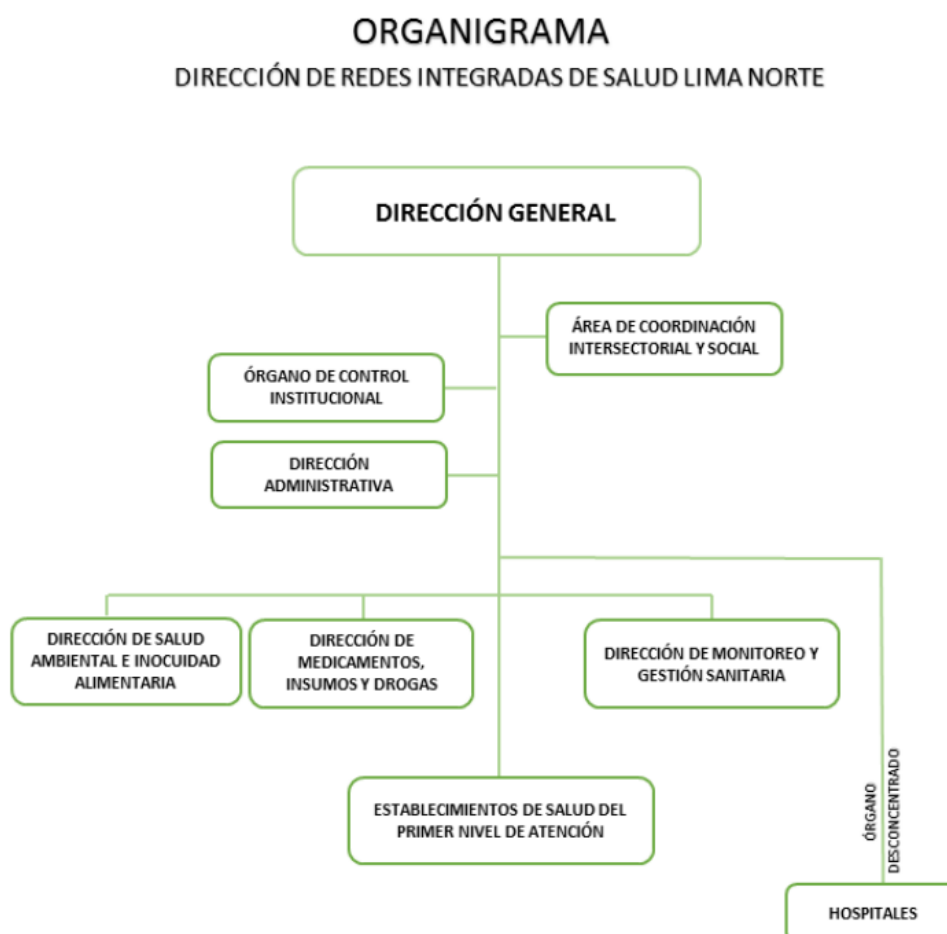 ORGANIGRAMA
DIRECCIÓN DE REDES INTEGRADAS DE SALUD LIMA NORTE
DIRECCIÓN GENERAL
ÁREA DE COORDINACIÓN
INTERSECTORIAL Y SOCIAL
ÓRGANO DE CONTROL
INSTITUCIONAL
DIRECCIÓN
ADMINISTRATIVA
DIRECCIÓN DE SALUD
AMBIENTAL E INOCUIDAD
ALIMENTARIA
DIRECCIÓN DE
MEDICAMENTOS,
INSUMOS Y DROGAS
DIRECCIÓN DE MONITOREO Y
GESTIÓN SANITARIA
ESTABLECIMIENTOS DE SALUD DEL
PRIMER NIVEL DE ATENCIÓN
ÓRGANO
DESCONCENTRADO
HOSPITALES